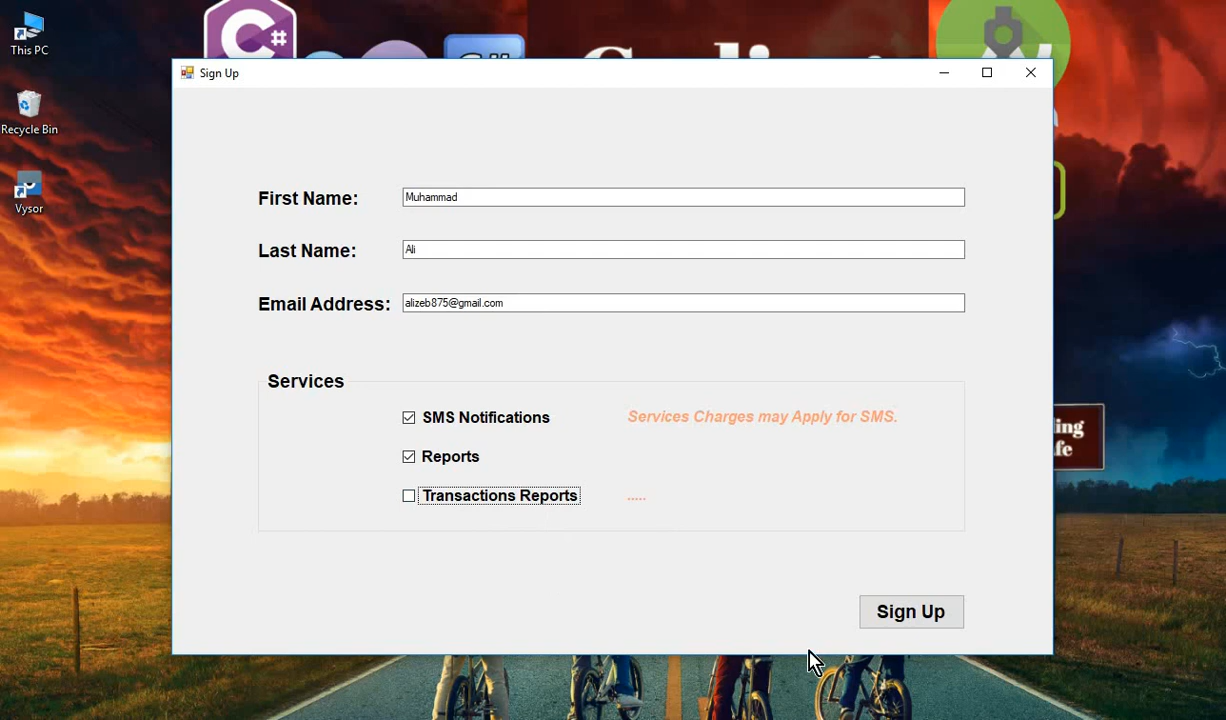 This PC
Recycle Bin
Vysor
Sign Up
First Name:
Muhammad
Last Name:
Ali
Email Address:
alizeb875@gmail.com
Services
SMS Notifications
Services Charges may Apply for SMS.
Reports
Transactions Reports
.....
Sign Up